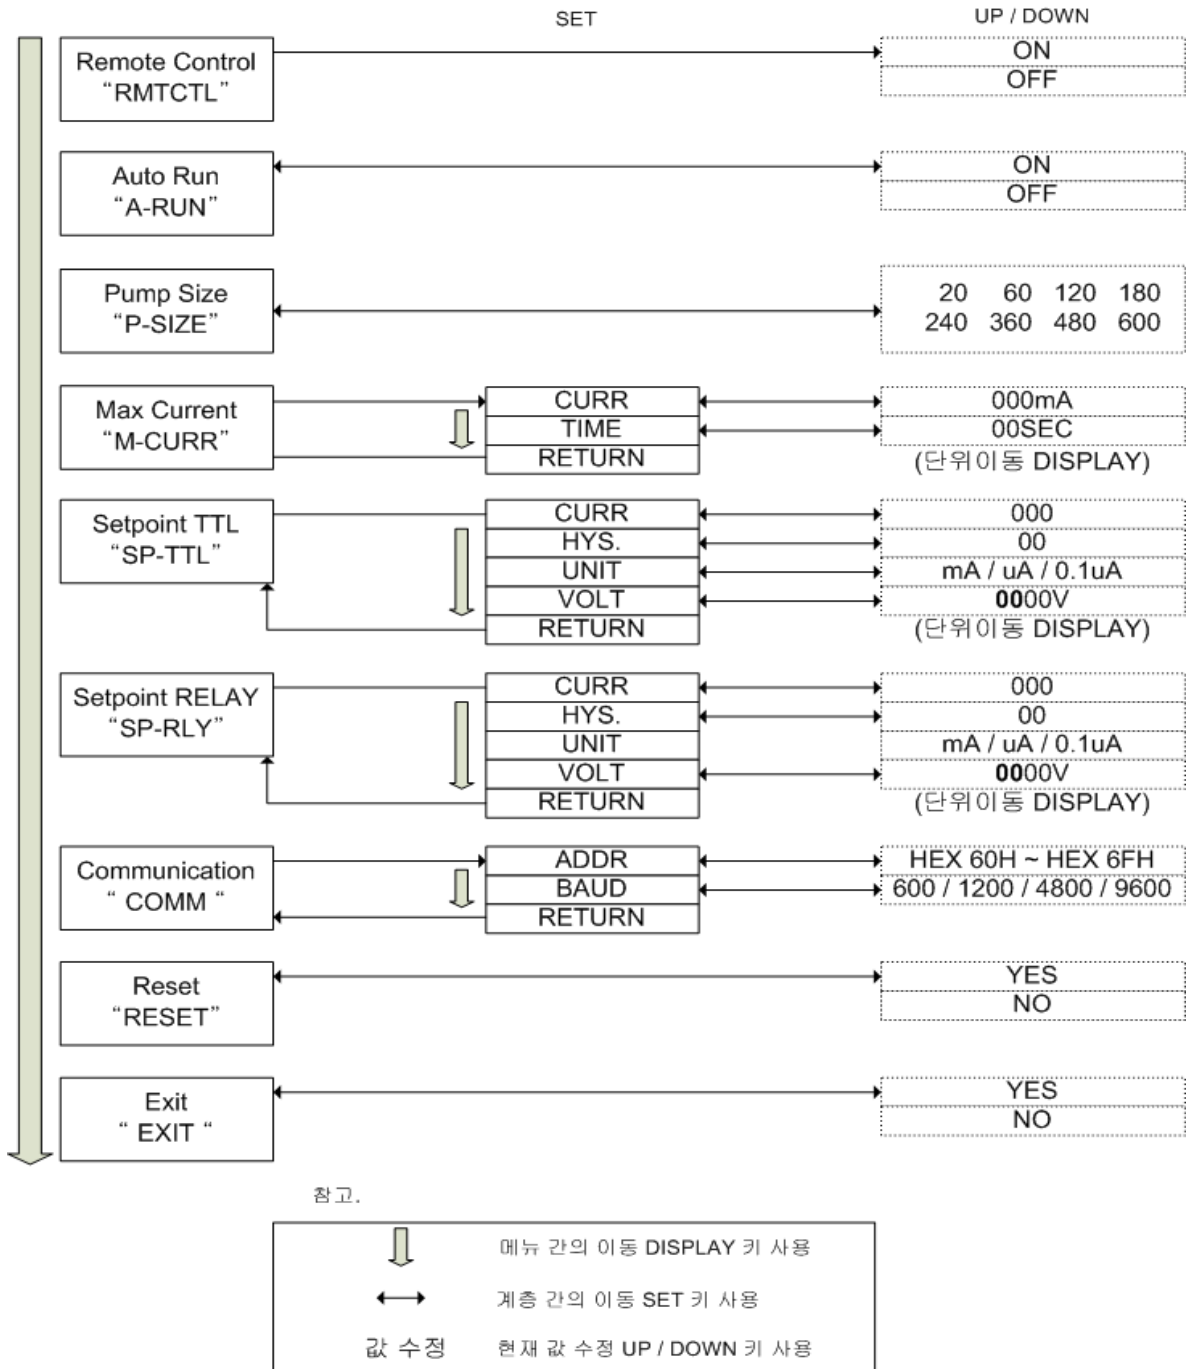 SET
UP / DOWN
Remote Control
“RMTCTL”
ON
OFF
Auto Run
“A-RUN”
ON
OFF
Pump Size
“P-SIZE”
20 60 120 180
240 360 480 600
Max Current
“M-CURR”
CURR
TIME
RETURN
000mA
00SEC
(단위이동 DISPLAY)
Setpoint TTL
“SP-TTL”
CURR
HYS.
UNIT
VOLT
RETURN
000
00
mA / uA / 0.1uA
0000V
(단위이동 DISPLAY)
Setpoint RELAY
“SP-RLY”
CURR
HYS.
UNIT
VOLT
RETURN
000
00
mA / uA / 0.1uA
0000V
(단위이동 DISPLAY)
Communication
“ COMM “
ADDR
BAUD
RETURN
HEX 60H ~ HEX 6FH
600 / 1200 / 4800 / 9600
Reset
“RESET”
YES
NO
Exit
“ EXIT “
YES
NO
참고.
메뉴 간의 이동 DISPLAY 키 사용
계층 간의 이동 SET 키 사용
값 수정 현재 값 수정 UP / DOWN 키 사용